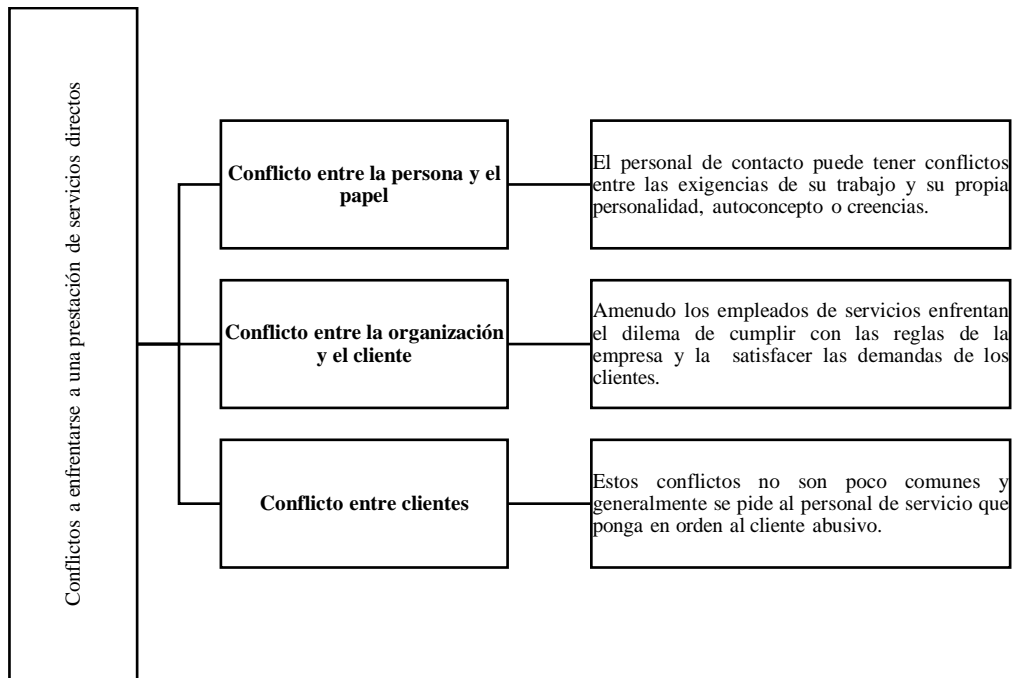 Conflictos a enfrentarse a una prestación de servicios directos
Conflicto entre la persona y el
papel
El personal de contacto puede tener conflictos
entre las exigencias de su trabajo y su propia
personalidad, autoconcepto o creencias.
Conflicto entre la organización
y el cliente
Amenudo los empleados de servicios enfrentan
el dilema de cumplir con las reglas de la
empresa y la satisfacer las demandas de los
clientes.
Conflicto entre clientes
Estos conflictos no son poco comunes y
generalmente se pide al personal de servicio que
ponga en orden al cliente abusivo.